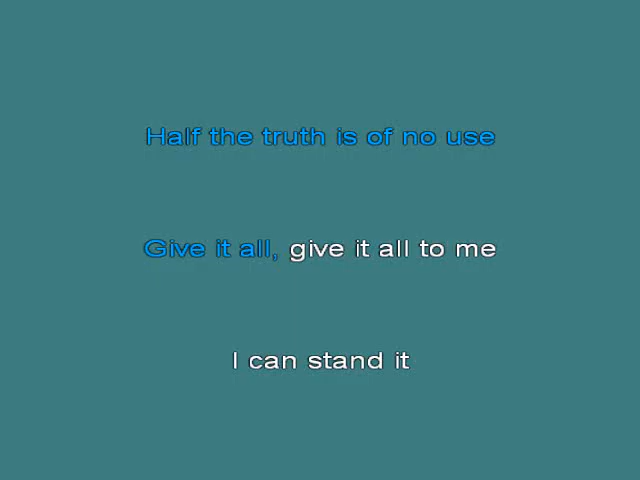 Half the truth is of no use
Give it all, give it all to me
I can stand it